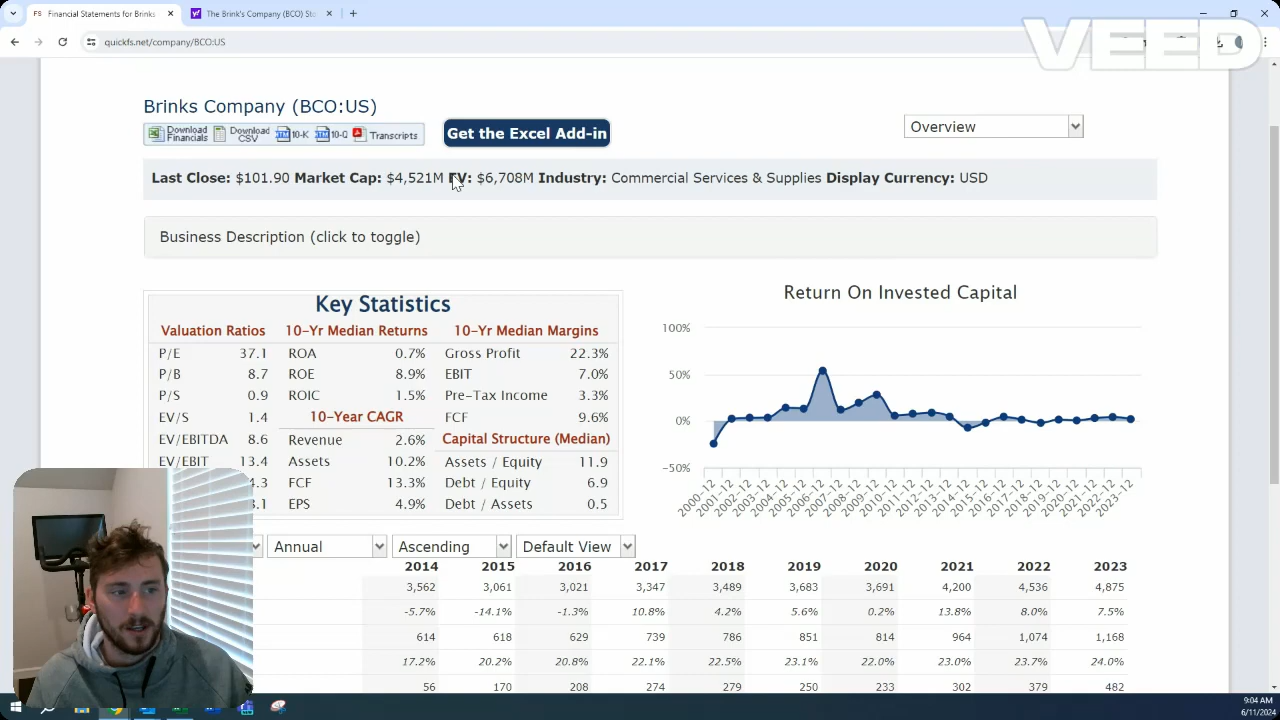 Financial Statements for Brinks
The Brink's Company (BCO) Sto
quickfs.net/company/BCO:US
VEED
Brinks Company (BCO:US)
Download Financials Download CSV 10-K 10-Q Transcripts
Get the Excel Add-in
Overview
Last Close: $101.90 Market Cap: $4,521M EV: $6,708M Industry: Commercial Services & Supplies Display Currency: USD
Business Description (click to toggle)
Key Statistics
Valuation Ratios 10-Yr Median Returns 10-Yr Median Margins
P/E 37.1 ROA 0.7% Gross Profit 22.3%
P/B 8.7 ROE 8.9% EBIT 7.0%
P/S 0.9 ROIC 1.5% Pre-Tax Income 3.3%
EV/S 1.4 10-Year CAGR FCF 9.6%
EV/EBITDA 8.6 Revenue 2.6% Capital Structure (Median)
EV/EBIT 13.4 Assets 10.2% Assets / Equity 11.9
4.3 FCF 13.3% Debt / Equity 6.9
3.1 EPS 4.9% Debt / Assets 0.5
Return On Invested Capital
100%
50%
0%
-50%
2000-12 2001-12 2002-12 2003-12 2004-12 2005-12 2006-12 2007-12 2008-12 2009-12 2010-12 2011-12 2012-12 2013-12 2014-12 2015-12 2016-12 2017-12 2018-12 2019-12 2020-12 2021-12 2022-12 2023-12
Annual Ascending Default View
2014 2015 2016 2017 2018 2019 2020 2021 2022 2023
3,562 3,061 3,021 3,347 3,489 3,683 3,691 4,200 4,536 4,875
-5.7% -14.1% -1.3% 10.8% 4.2% 5.6% 0.2% 13.8% 8.0% 7.5%
614 618 629 739 786 851 814 964 1,074 1,168
17.2% 20.2% 20.8% 22.1% 22.5% 23.1% 22.0% 23.0% 23.7% 24.0%
56 170 208 274 279 250 233 302 379 482
9:04 AM
6/11/2024